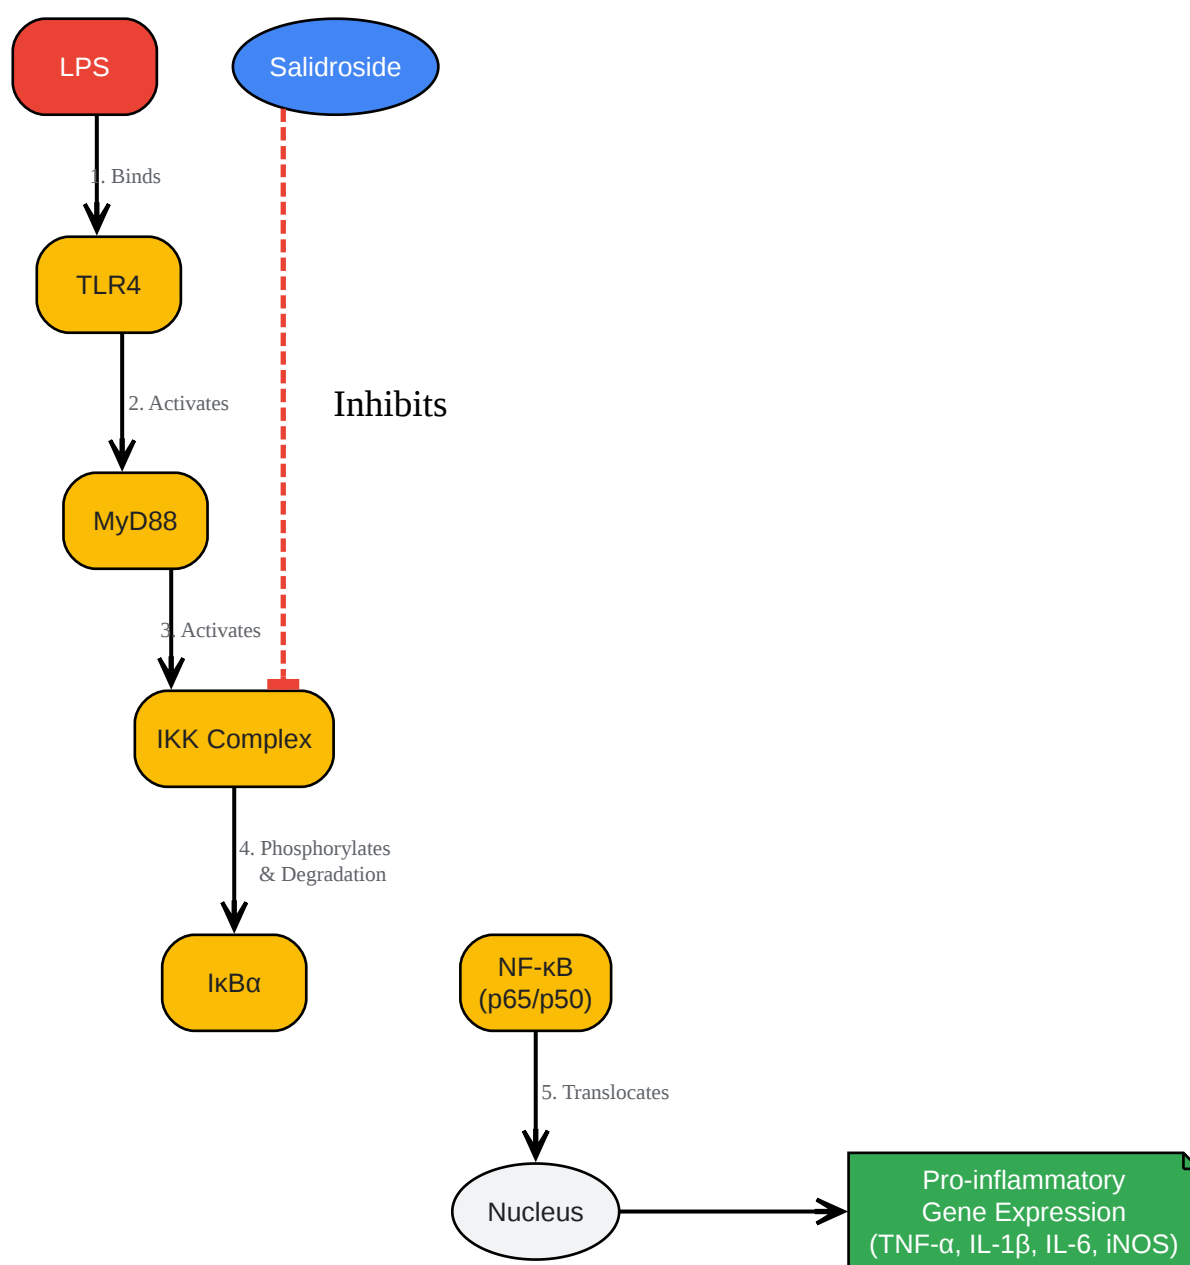 LPS
Salidroside
1. Binds
TLR4
2. Activates
Inhibits
MyD88
3. Activates
IKK Complex
4. Phosphorylates
& Degradation
IκBα
NF-κB
(p65/p50)
5. Translocates
Nucleus
Pro-inflammatory
Gene Expression
(TNF-α, IL-1β, IL-6, iNOS)